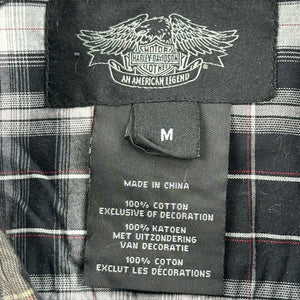 HARLEY-DAVIDSON
AN AMERICAN LEGEND
M
MADE IN CHINA
100% COTTON
EXCLUSIVE OF DECORATION
100% KATOEN
MET UITZONDERING
VAN DECORATIE
100% COTON
EXCLUT LES DÉCORATIONS